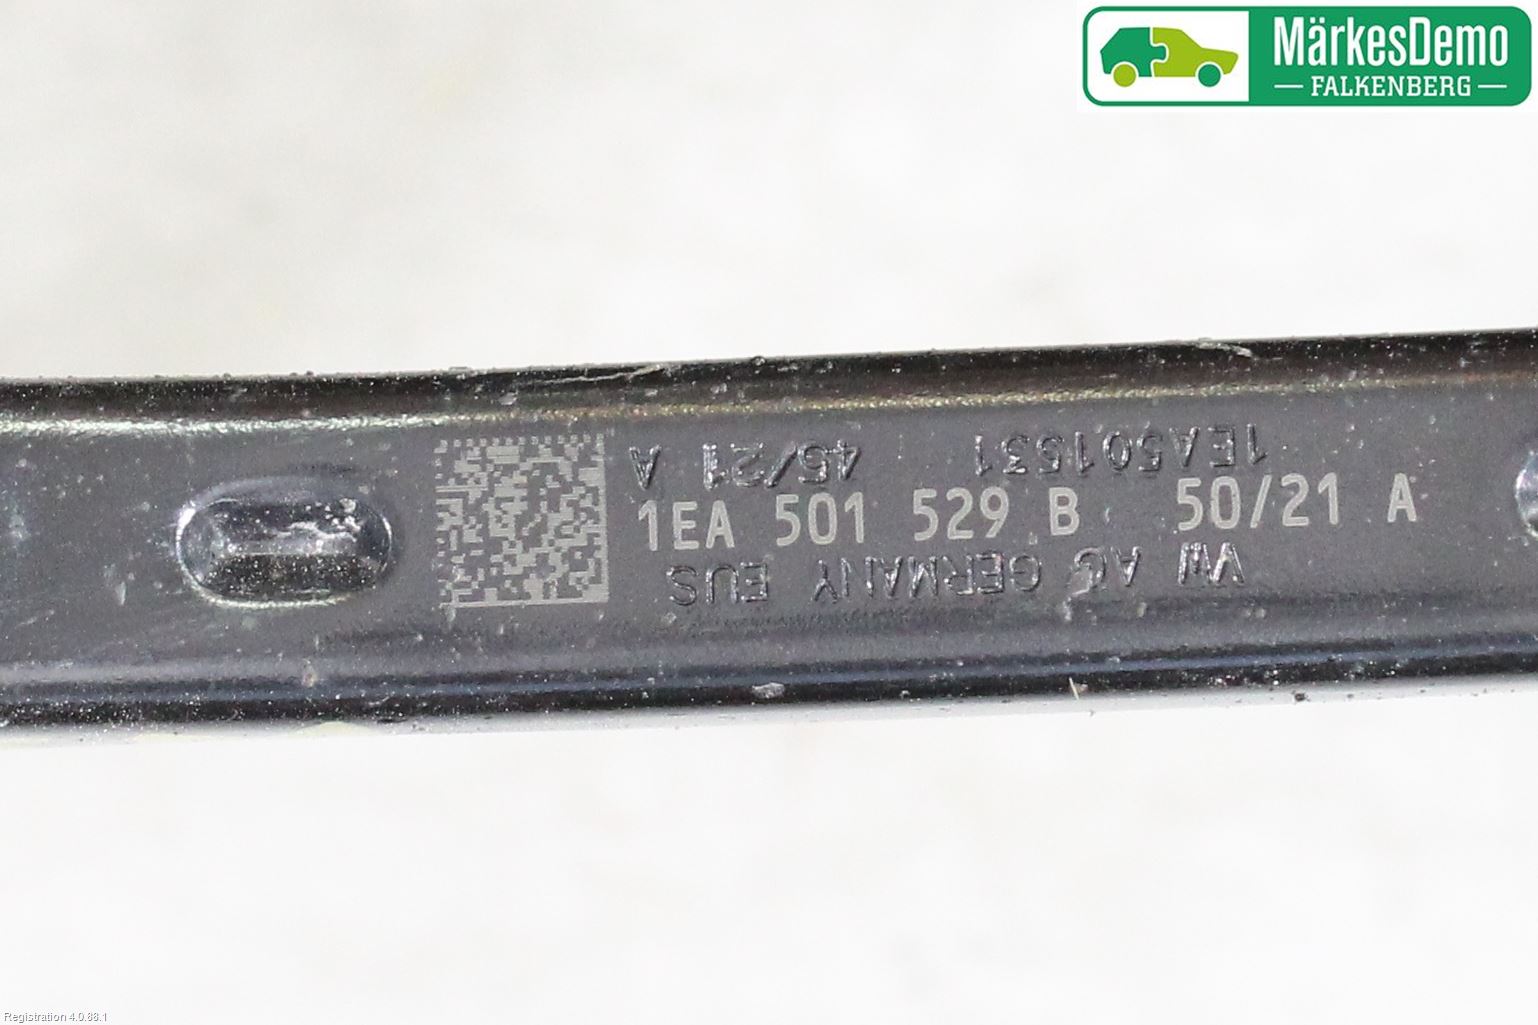 MärkesDemo
FALKENBERG
1EA501531 45/21 A
1EA 501 529 B 50/21 A
VW AG GERMANY EUS
Registration 4.0.88.1